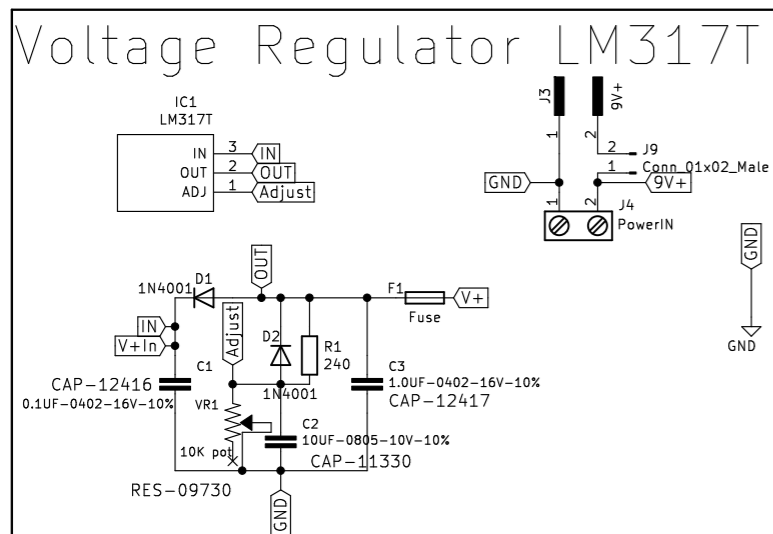 Voltage Regulator LM317T
IC1
LM317T
IN 3 IN
OUT 2 OUT
ADJ 1 Adjust
J3
9V+
1
2
2 J9
1 Conn_01x02_Male
GND
9V+
1
2
J4
PowerIN
GND
GND
OUT
D1
1N4001
F1
Fuse
V+
IN
V+In
Adjust
D2
1N4001
R1
240
C1
CAP-12416
0.1UF-0402-16V-10%
C3
1.0UF-0402-16V-10%
CAP-12417
VR1
10K pot
RES-09730
C2
10UF-0805-10V-10%
CAP-11330
GND